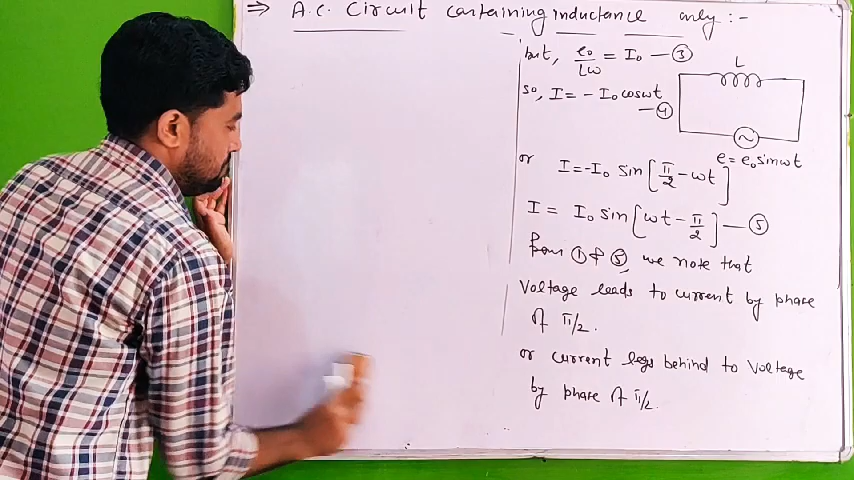 ⇒ A.C. Circuit containing inductance only :-
but, e₀/Lω = I₀ — ③
so, I = - I₀ cosωt — ④
L
e = e₀ sinωt
or I = -I₀ sin[π/2 - ωt]
I = I₀ sin[ωt - π/2] — ⑤
from ① & ⑤, we note that
Voltage leads to current by phase
of π/2.
or current legs behind to Voltage
by phase of π/2.